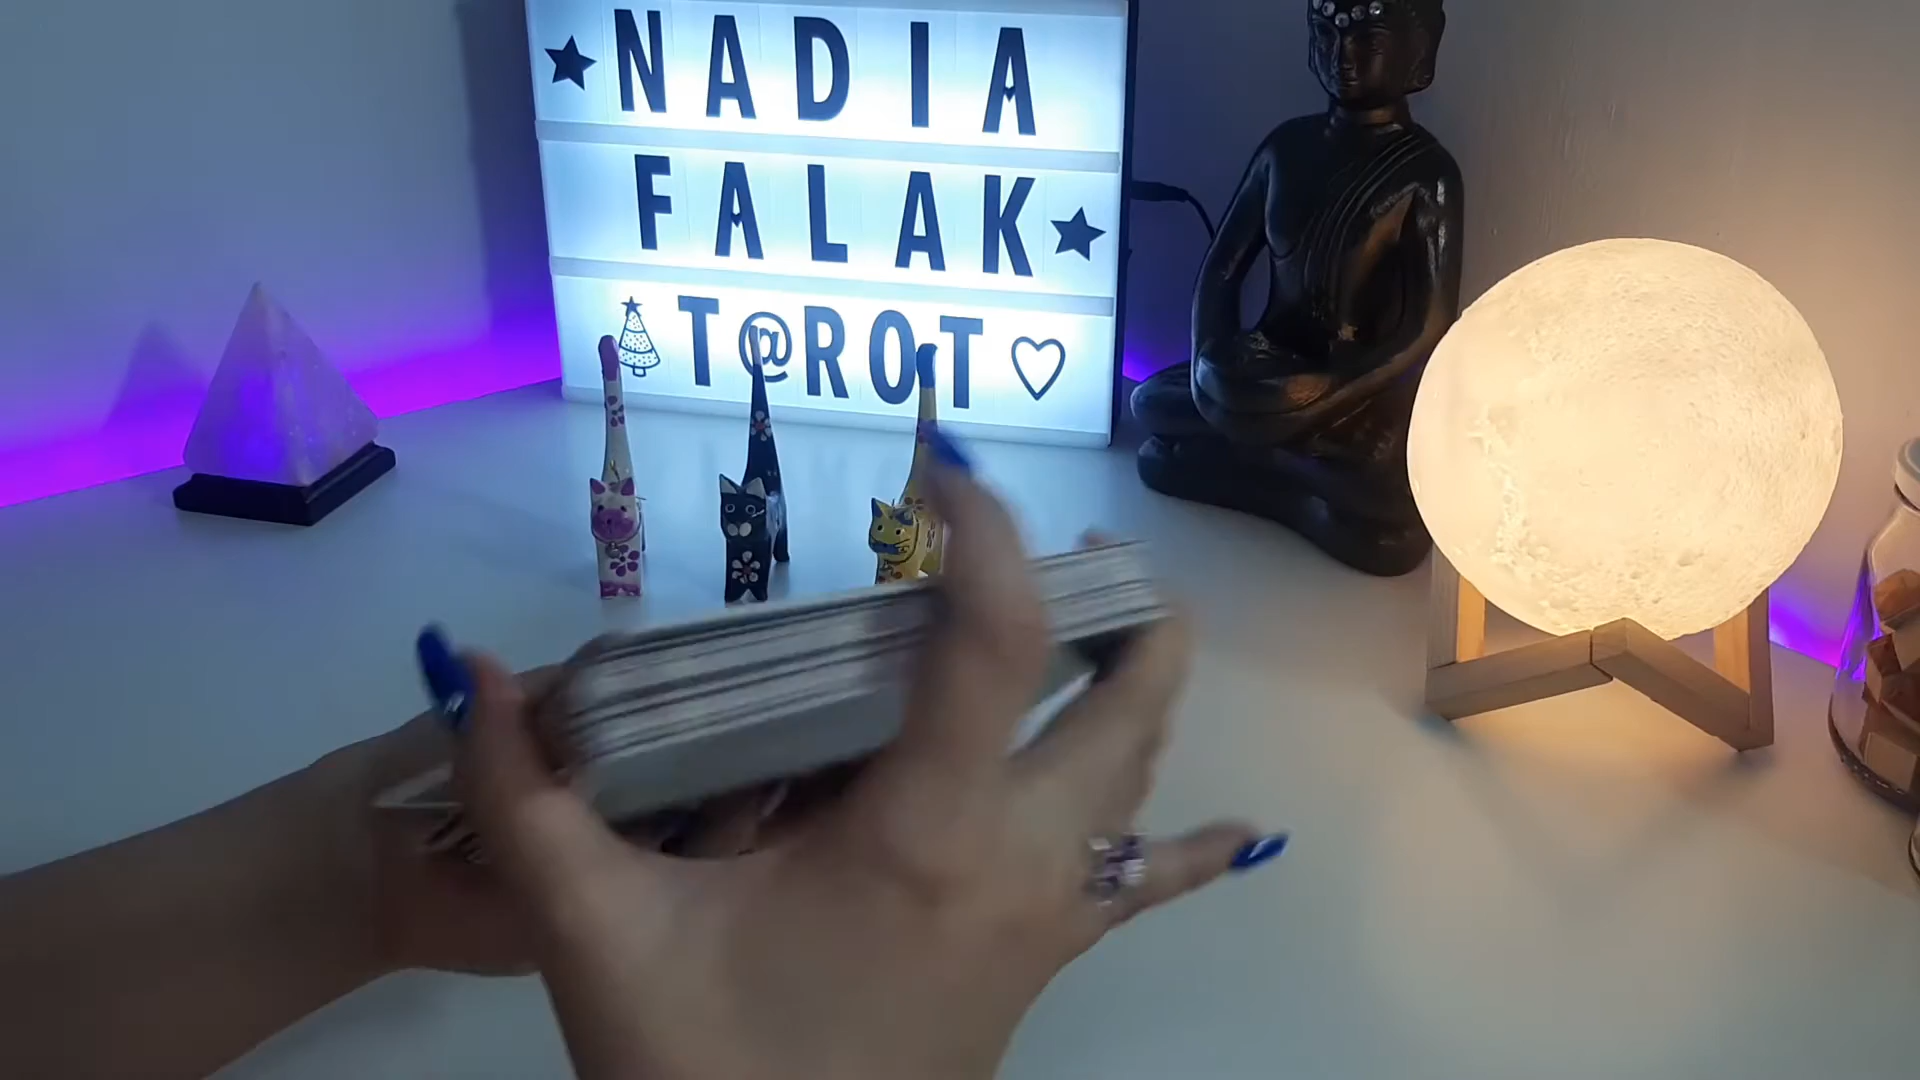 ★ NADIA
FALAK ★
T@ROT ♡